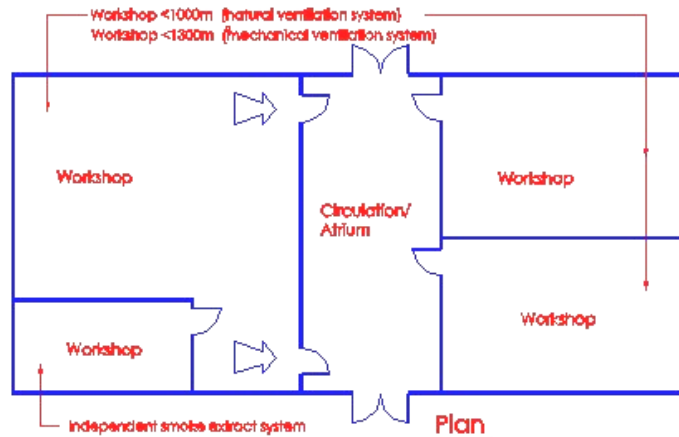 Workshop <1000m (natural ventilation system)
Workshop <1300m (mechanical ventilation system)
Workshop
Workshop
Circulation/
Atrium
Workshop
Workshop
Independent smoke extract system
Plan